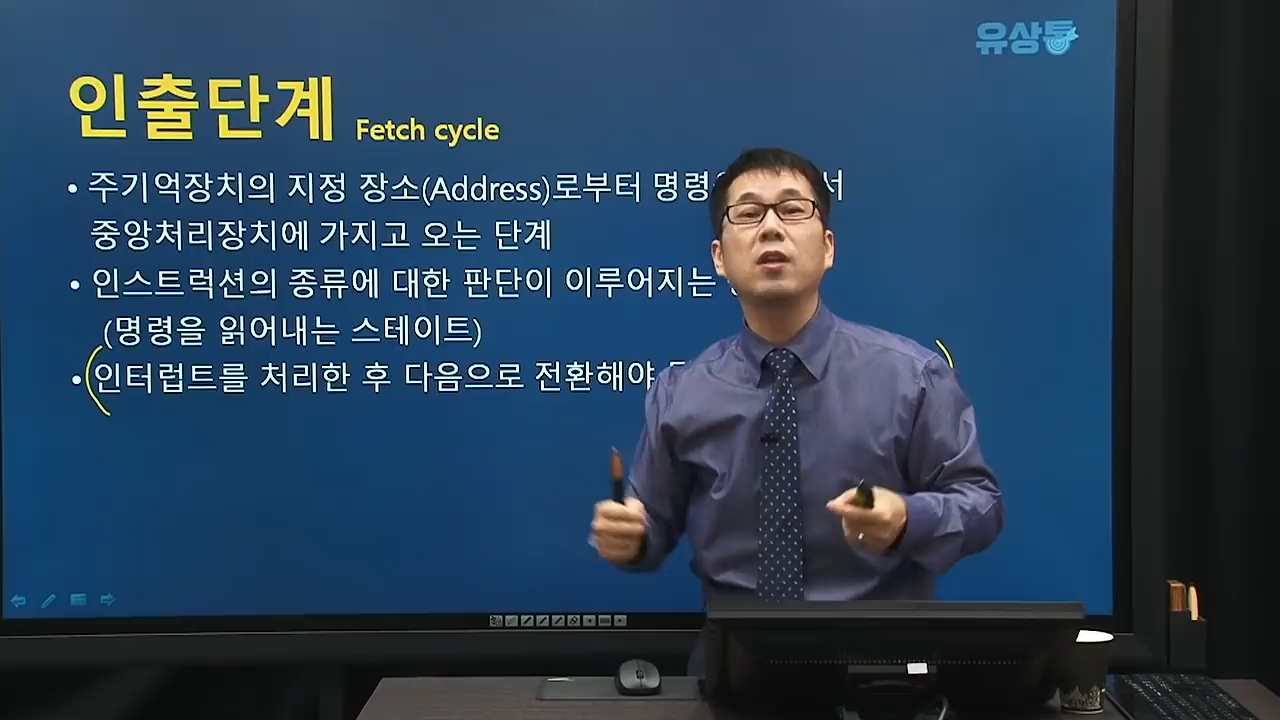 유상통
인출단계 Fetch cycle
• 주기억장치의 지정 장소(Address)로부터 서
중앙처리장치에 가지고 오는 단계
• 인스트럭션의 종류에 대한 판단이 이루어지는
(명령을 읽어내는 스테이트)
• 인터럽트를 처리한 후 다음으로 전환해야